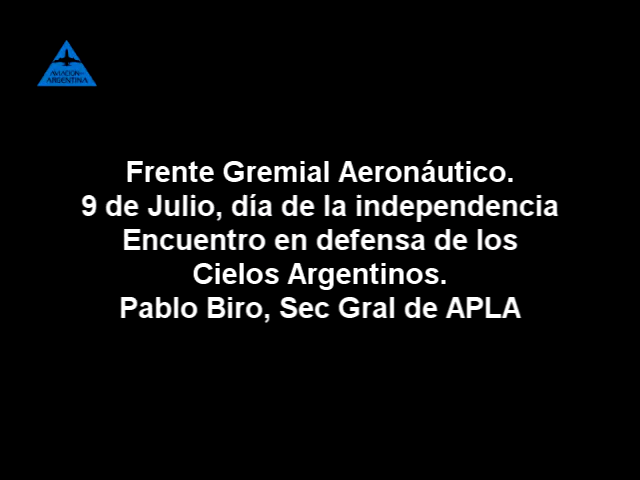 AVIACION
ARGENTINA
Frente Gremial Aeronáutico.
9 de Julio, día de la independencia
Encuentro en defensa de los
Cielos Argentinos.
Pablo Biro, Sec Gral de APLA